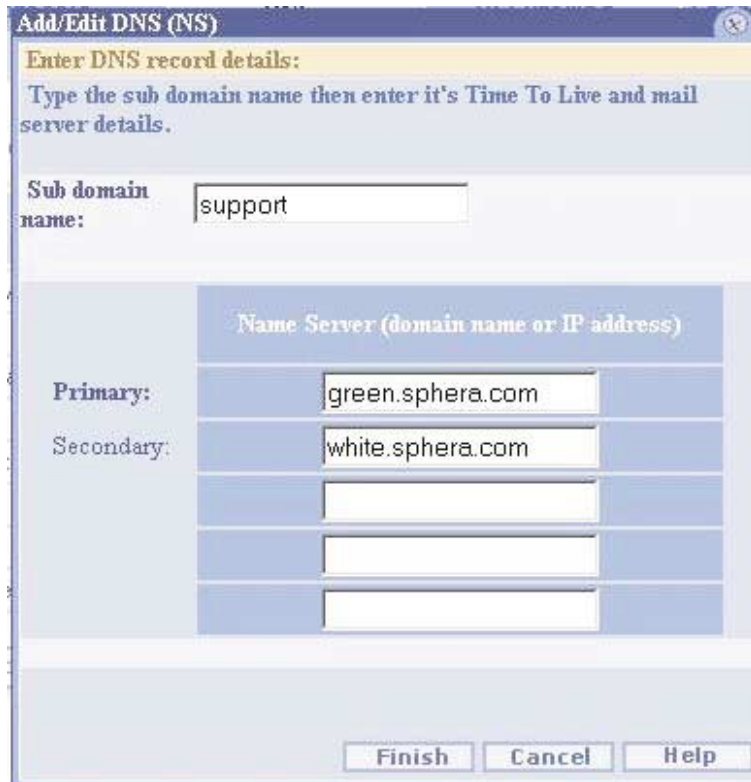 Add/Edit DNS (NS)
Enter DNS record details:
Type the sub domain name then enter it's Time To Live and mail
server details.
Sub domain
name:
support
Name Server (domain name or IP address)
Primary:
green.sphera.com
Secondary:
white.sphera.com
Finish
Cancel
Help